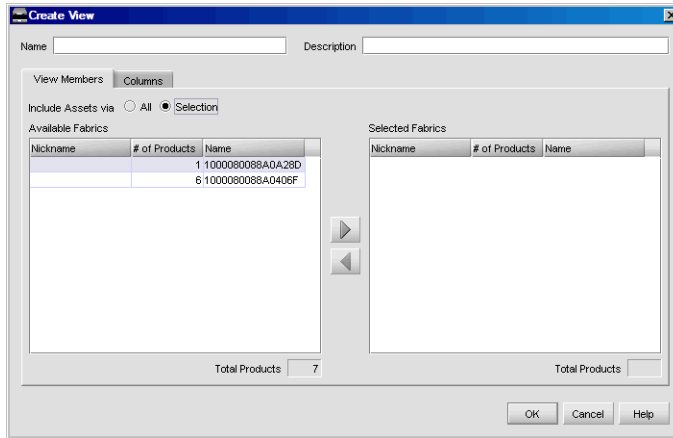 Create View
Name Description
View Members Columns
Include Assets via All Selection
Available Fabrics Selected Fabrics
Nickname # of Products Name Nickname # of Products Name
1 1000080088A0A28D
6 1000080088A0406F
Total Products 7 Total Products
OK Cancel Help